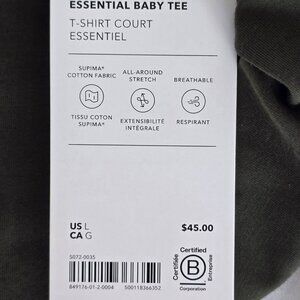 ESSENTIAL BABY TEE
T-SHIRT COURT
ESSENTIEL
SUPIMA®
COTTON FABRIC
ALL-AROUND
STRETCH
BREATHABLE
TISSU COTON
SUPIMA®
EXTENSIBILITÉ
INTÉGRALE
RESPIRANT
US L
CA G
$45.00
5072-0035
849176-01-2-0004 500118366352
Certified
Certifiée
B
Entreprise
Corporation